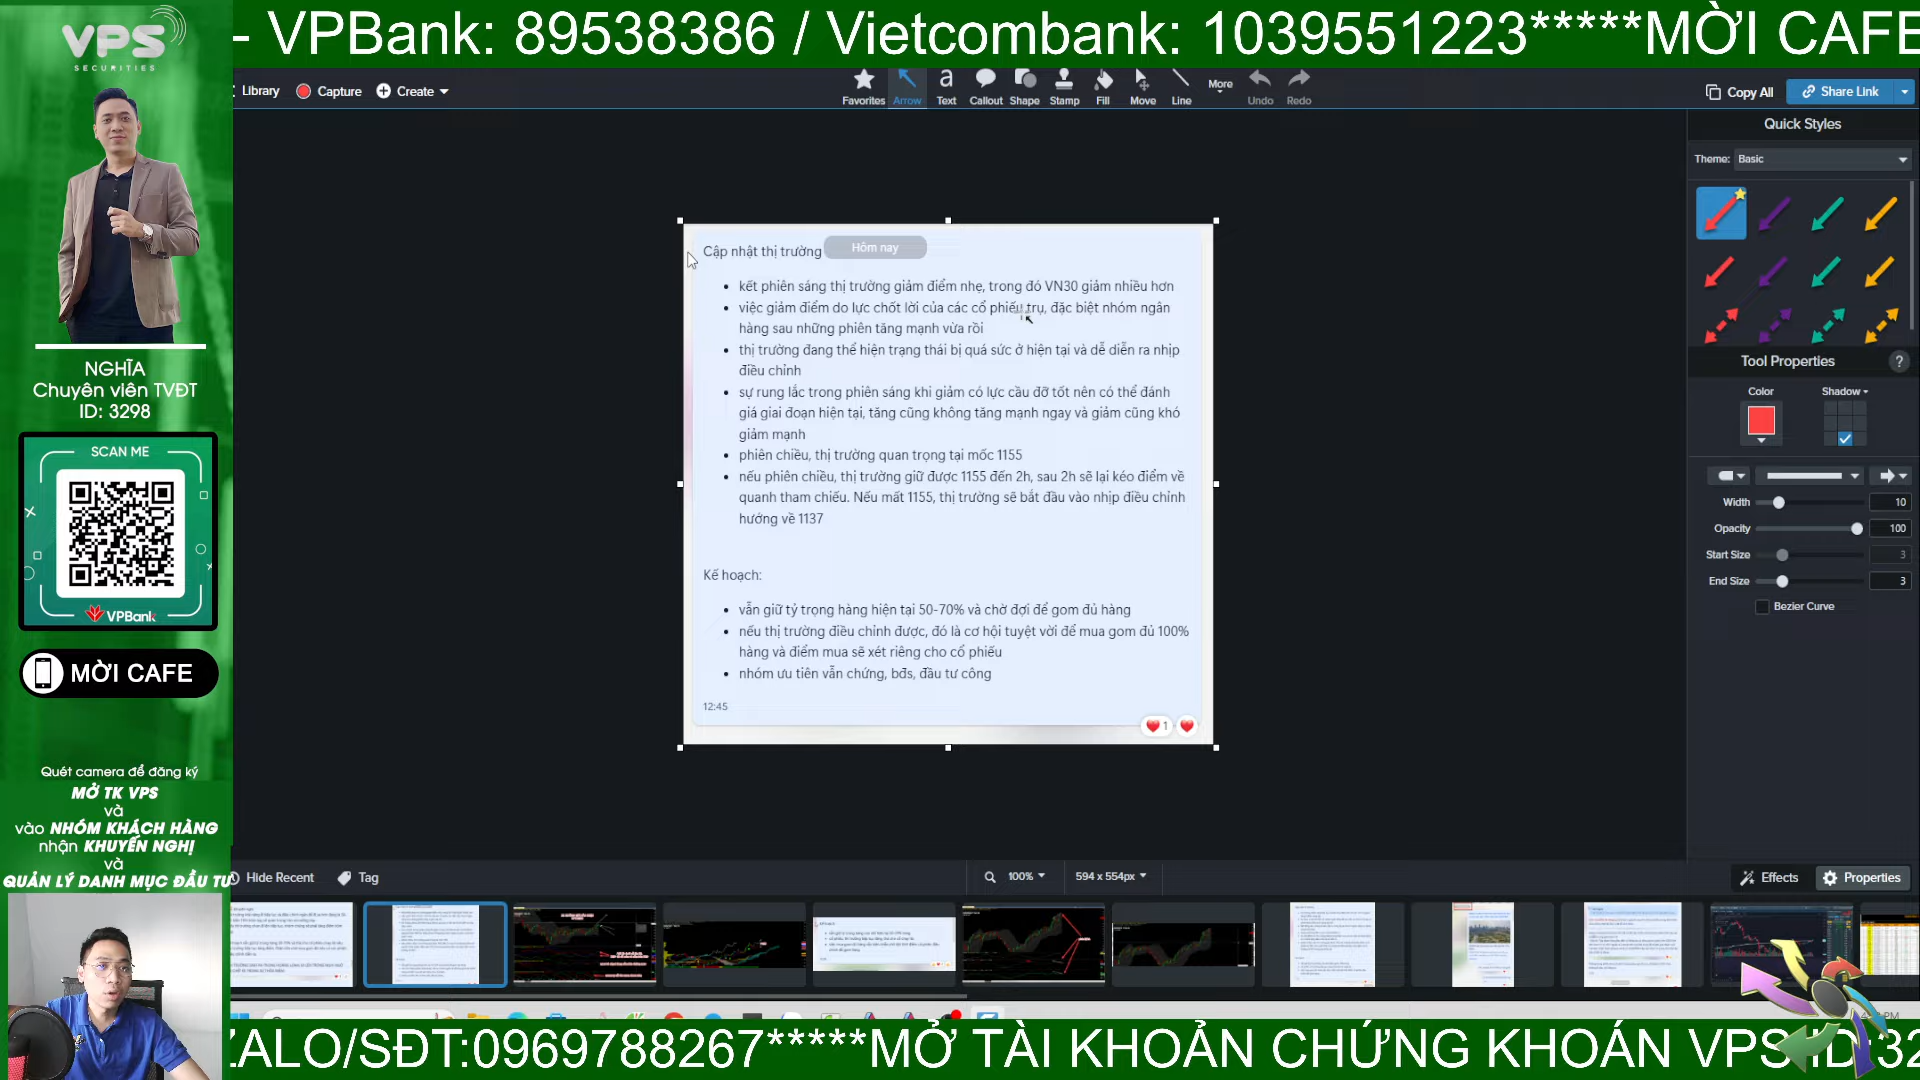 - VPBank: 89538386 / Vietcombank: 1039551223*****MỜI CAFE
VPS
SECURITIES
Library
Capture
Create
Favorites
Arrow
Text
Callout
Shape
Stamp
Fill
Move
Line
More
Undo
Redo
Copy All
Share Link
Quick Styles
Theme: Basic
Cập nhật thị trường
Hôm nay
kết phiên sáng thị trường giảm điểm nhẹ, trong đó VN30 giảm nhiều hơn
việc giảm điểm do lực chốt lời của các cổ phiếu trụ, đặc biệt nhóm ngân
hàng sau những phiên tăng mạnh vừa rồi
thị trường đang thể hiện trạng thái bị quá sức ở hiện tại và dễ diễn ra nhịp
điều chỉnh
sự rung lắc trong phiên sáng khi giảm có lực cầu đỡ tốt nên có thể đánh
giá giai đoạn hiện tại, tăng cũng không tăng mạnh ngay và giảm cũng khó
giảm mạnh
phiên chiều, thị trường quan trọng tại mốc 1155
nếu phiên chiều, thị trường giữ được 1155 đến 2h, sau 2h sẽ lại kéo điểm về
quanh tham chiếu. Nếu mất 1155, thị trường sẽ bắt đầu vào nhịp điều chỉnh
hướng về 1137
Kế hoạch:
vẫn giữ tỷ trọng hàng hiện tại 50-70% và chờ đợi để gom đủ hàng
nếu thị trường điều chỉnh được, đó là cơ hội tuyệt vời để mua gom đủ 100%
hàng và điểm mua sẽ xét riêng cho cổ phiếu
nhóm ưu tiên vẫn chứng, bđs, đầu tư công
12:45
1
Tool Properties
?
Color
Shadow
Width
10
Opacity
100
Start Size
3
End Size
3
Bezier Curve
NGHĨA
Chuyên viên TVĐT
ID: 3298
SCAN ME
VPBank
MỜI CAFE
Quét camera để đăng ký
MỞ TK VPS
và
vào NHÓM KHÁCH HÀNG
nhận KHUYẾN NGHỊ
và
QUẢN LÝ DANH MỤC ĐẦU TƯ
Hide Recent
Tag
100%
594 x 554px
Effects
Properties
ZALO/SĐT:0969788267*****MỞ TÀI KHOẢN CHỨNG KHOÁN VPS ID:32